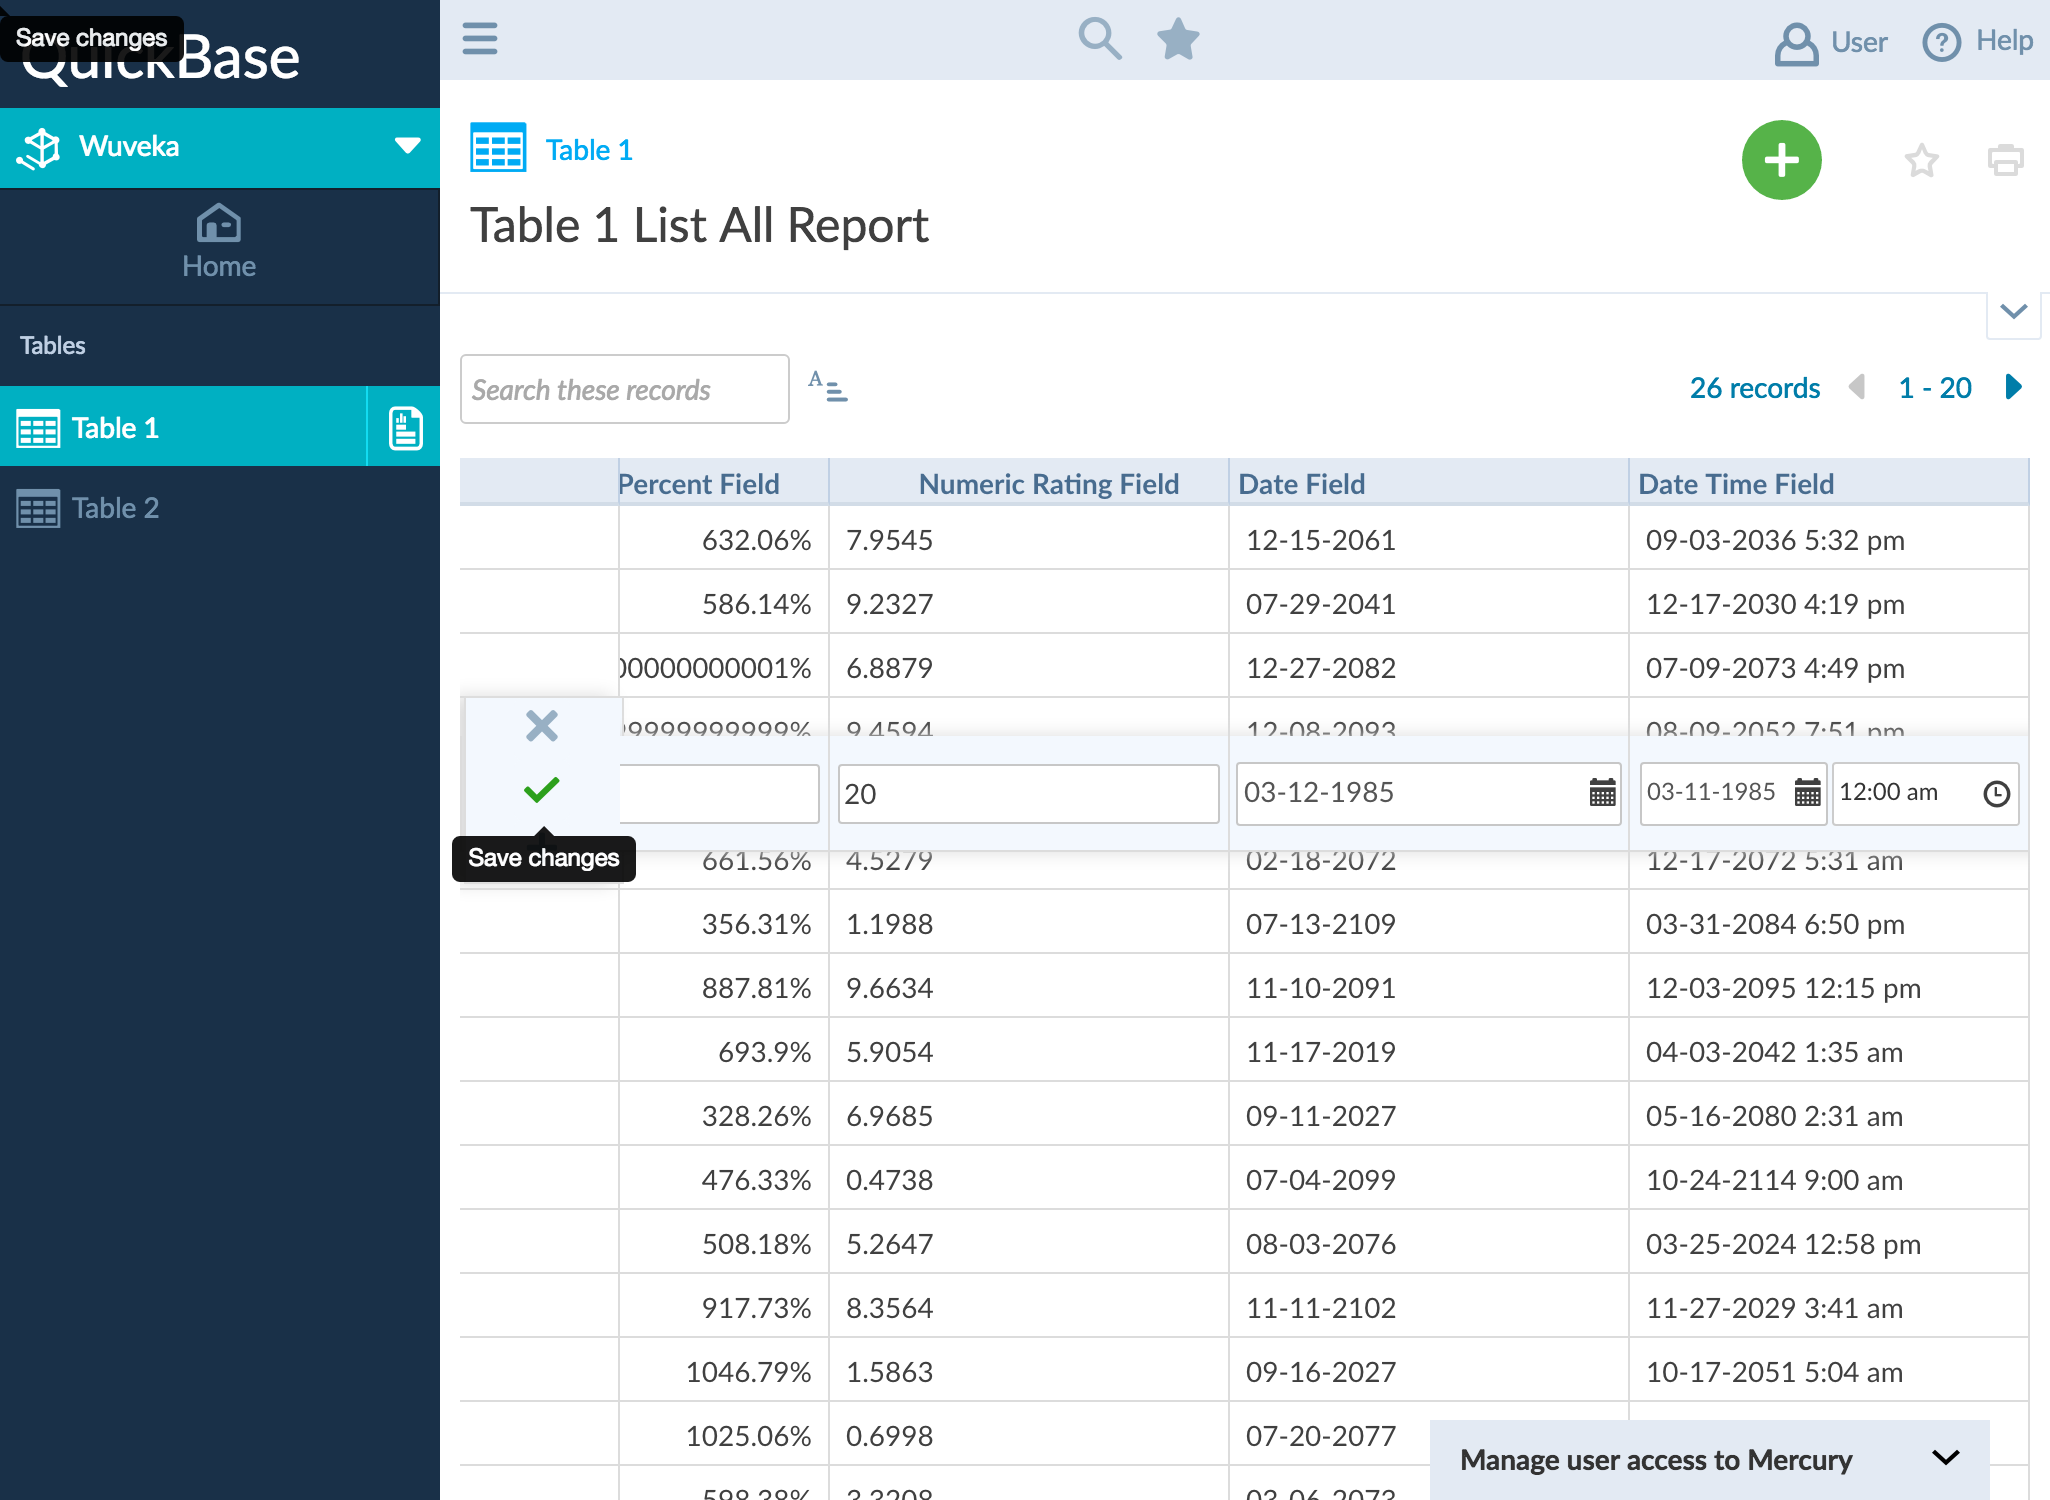 Save changes
QuickBase
User
Help
Wuveka
Home
Tables
Table 1
Table 2
Table 1
Table 1 List All Report
Search these records
26 records
1 - 20
Percent Field Numeric Rating Field Date Field Date Time Field
632.06% 7.9545 12-15-2061 09-03-2036 5:32 pm
586.14% 9.2327 07-29-2041 12-17-2030 4:19 pm
00000000001% 6.8879 12-27-2082 07-09-2073 4:49 pm
99999999999% 9.4594 12-08-2093 08-09-2052 7:51 pm
20 03-12-1985 03-11-1985 12:00 am
Save changes
661.56% 4.5279 02-18-2072 12-17-2072 5:31 am
356.31% 1.1988 07-13-2109 03-31-2084 6:50 pm
887.81% 9.6634 11-10-2091 12-03-2095 12:15 pm
693.9% 5.9054 11-17-2019 04-03-2042 1:35 am
328.26% 6.9685 09-11-2027 05-16-2080 2:31 am
476.33% 0.4738 07-04-2099 10-24-2114 9:00 am
508.18% 5.2647 08-03-2076 03-25-2024 12:58 pm
917.73% 8.3564 11-11-2102 11-27-2029 3:41 am
1046.79% 1.5863 09-16-2027 10-17-2051 5:04 am
1025.06% 0.6998 07-20-2077
Manage user access to Mercury